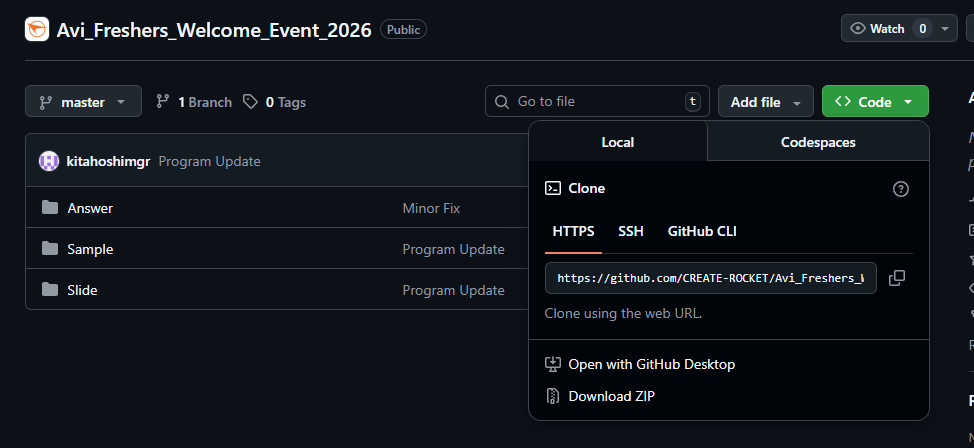 Avi_Freshers_Welcome_Event_2026 Public
Watch 0
master 1 Branch 0 Tags
Go to file t
Add file
Code
Local Codespaces
kitahoshimgr Program Update
Clone
Answer Minor Fix
HTTPS SSH GitHub CLI
Sample Program Update
https://github.com/CREATE-ROCKET/Avi_Freshers_
Slide Program Update
Clone using the web URL.
Open with GitHub Desktop
Download ZIP